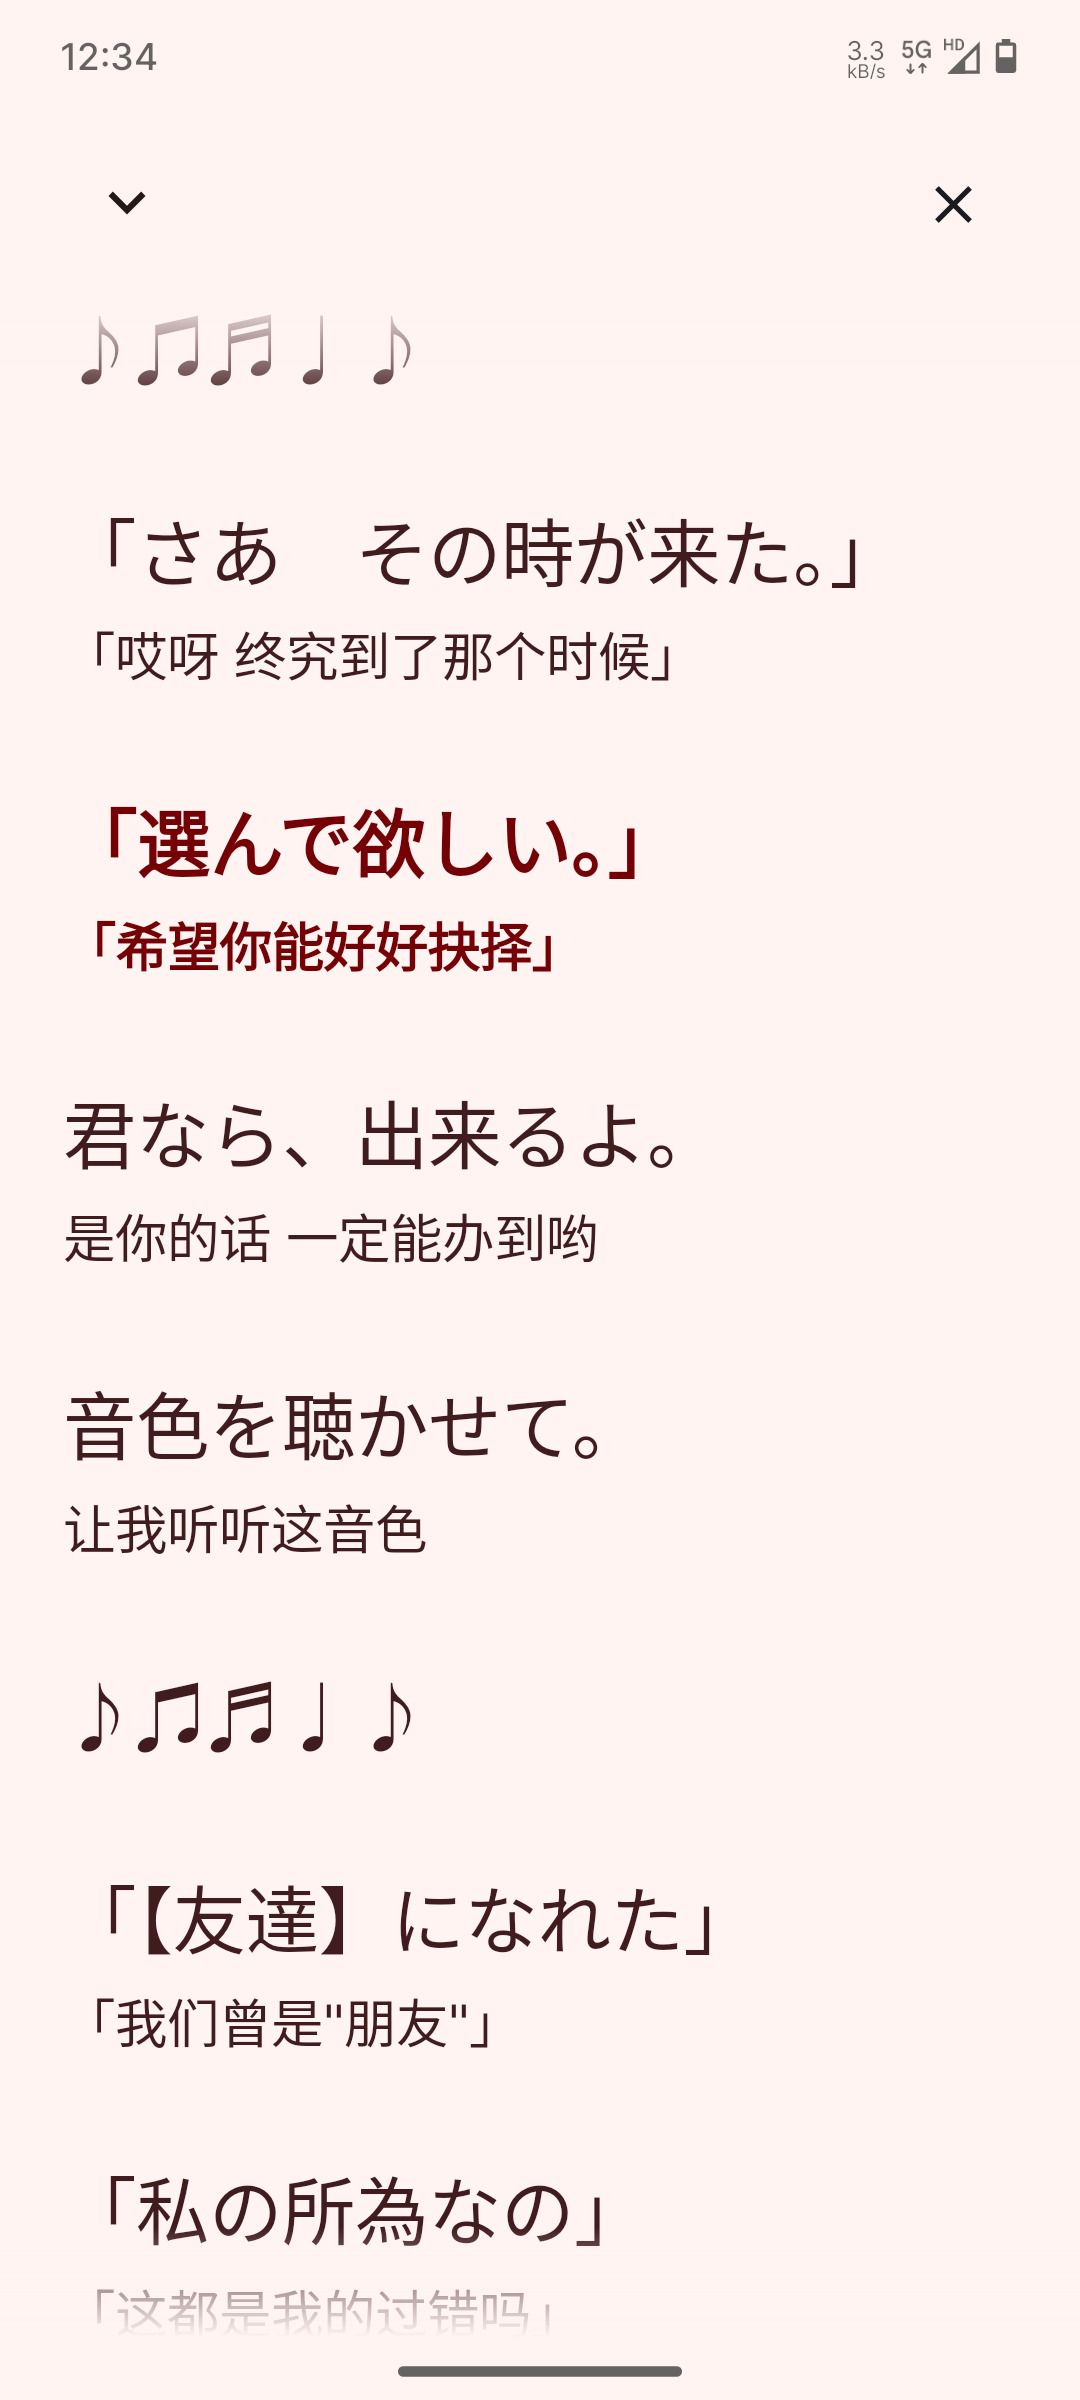 12:34
3.3 kB/s 5G HD
♪♫♬♩♪
「さあ　その時が来た。」
「哎呀 终究到了那个时候」
「選んで欲しい。」
「希望你能好好抉择」
君なら、出来るよ。
是你的话 一定能办到哟
音色を聴かせて。
让我听听这音色
♪♫♬♩♪
「【友達】になれた」
「我们曾是"朋友"」
「私の所為なの」
「这都是我的过错吗」